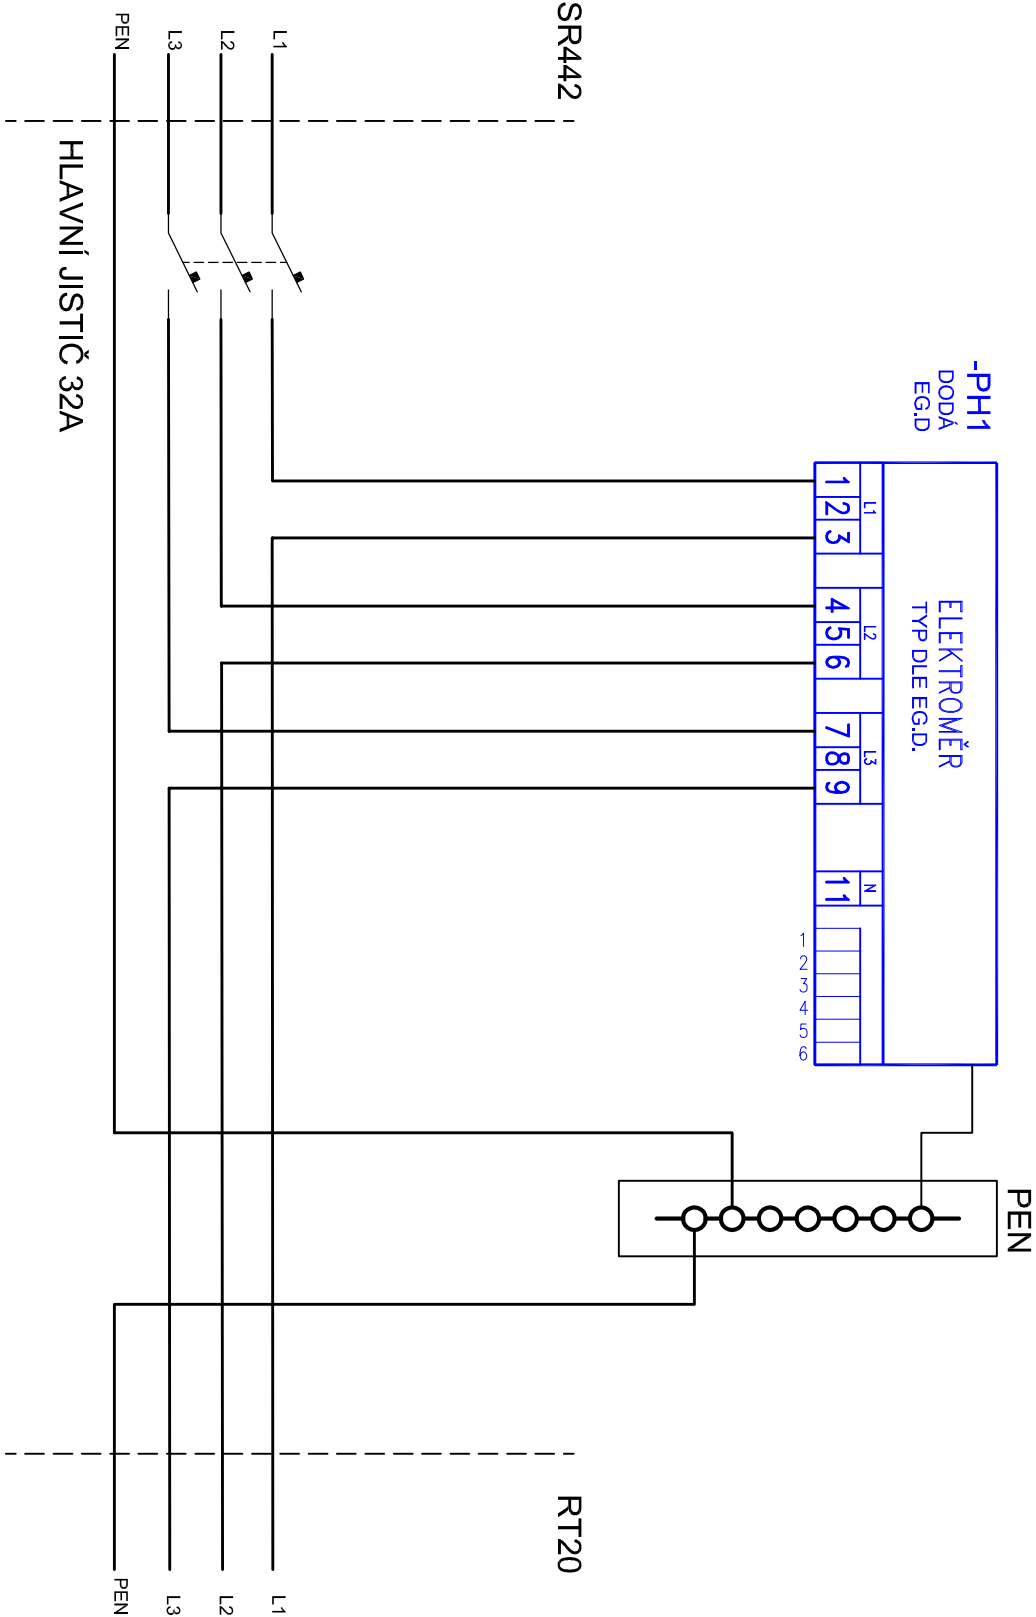 SR442
L1
L2
L3
PEN
HLAVNÍ JISTIČ 32A
-PH1
DODÁ
EG.D
ELEKTROMĚR
TYP DLE EG.D.
L1
L2
L3
N
1
2
3
4
5
6
7
8
9
11
1
2
3
4
5
6
PEN
RT20
L1
L2
L3
PEN